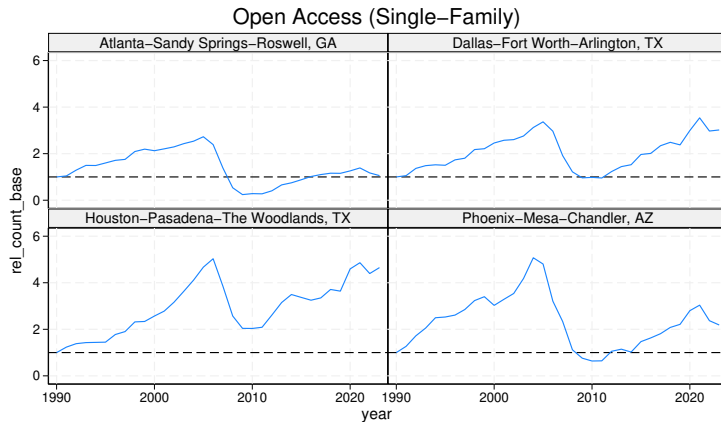 Open Access (Single−Family)
Atlanta−Sandy Springs−Roswell, GA
Dallas−Fort Worth−Arlington, TX
6
4
2
0
Houston−Pasadena−The Woodlands, TX
Phoenix−Mesa−Chandler, AZ
6
4
2
0
rel_count_base
1990 2000 2010 2020 1990 2000 2010 2020
year